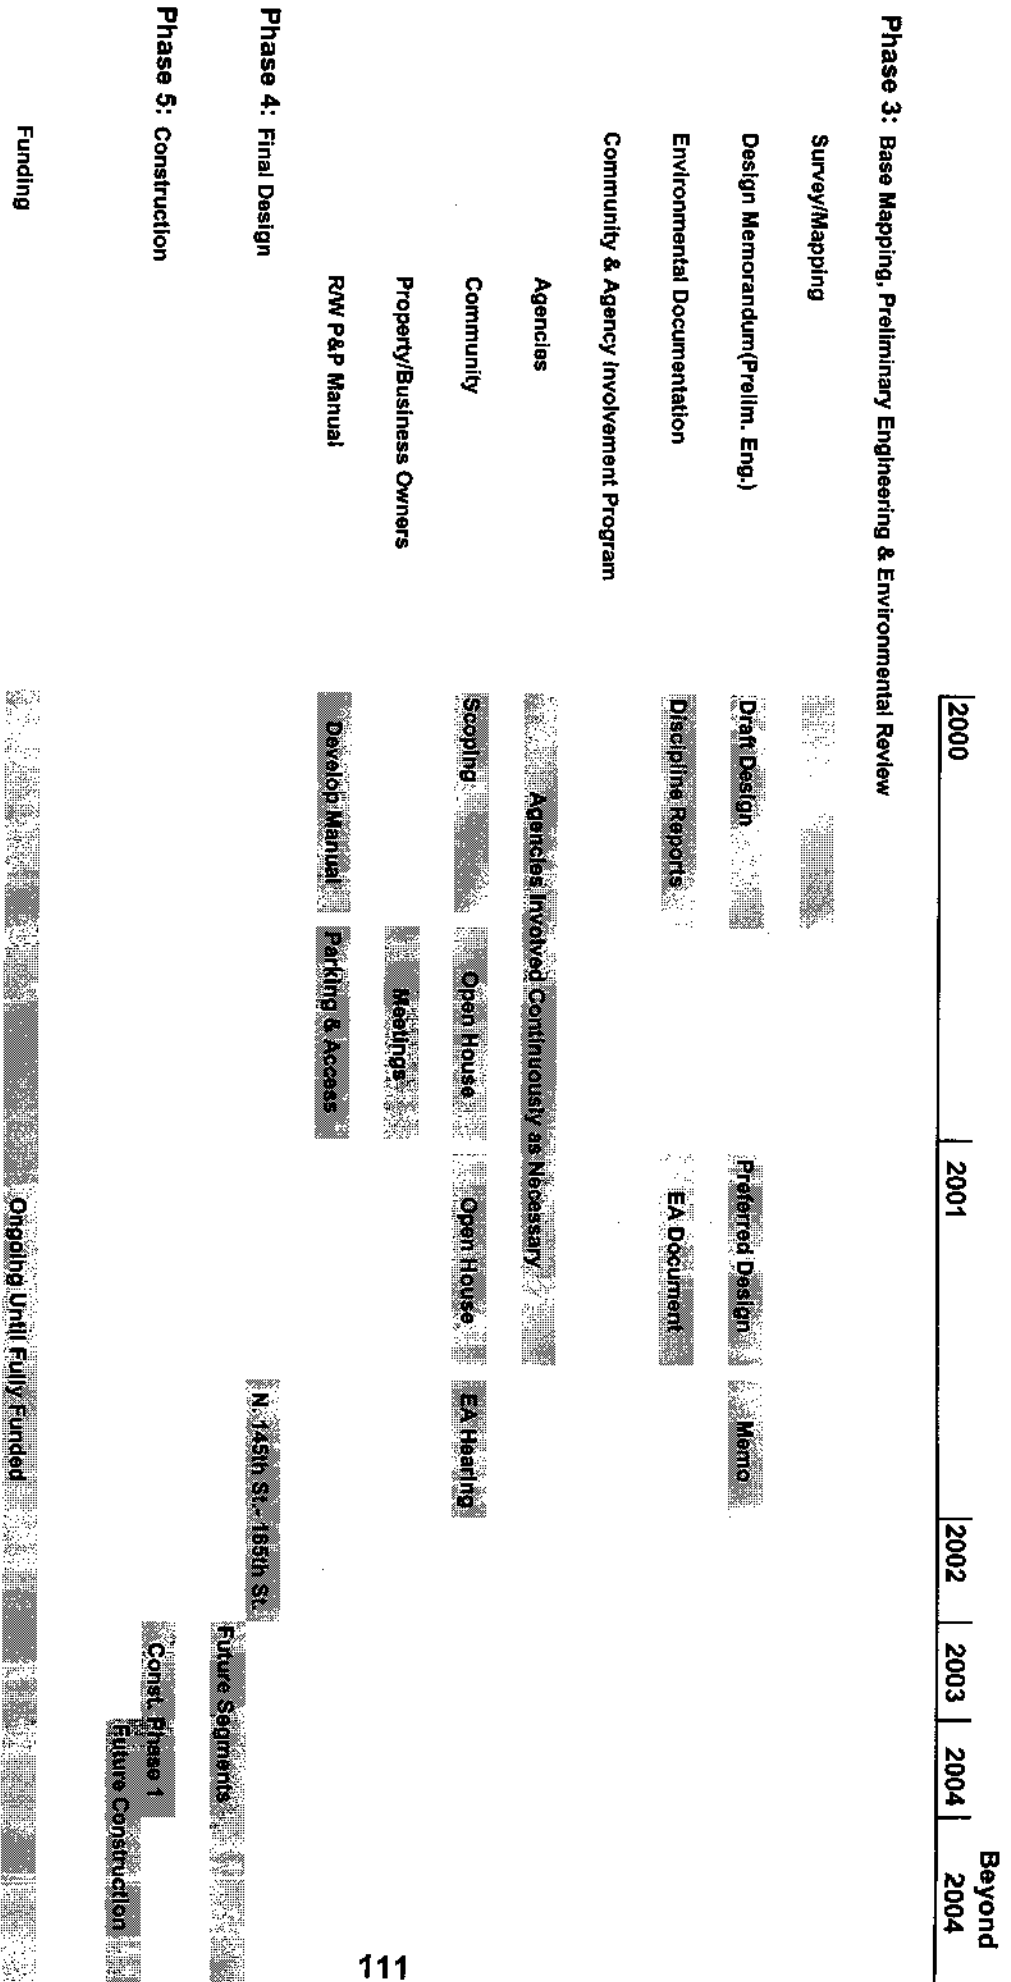 Beyond
2000 2001 2002 2003 2004 2004
Phase 3: Base Mapping, Preliminary Engineering & Environmental Review
Survey/Mapping
Design Memorandum(Prelim. Eng.) Draft Design Preferred Design Memo
Environmental Documentation Discipline Reports EA Document
Community & Agency Involvement Program
Agencies Agencies Involved Continuously as Necessary
Community Scoping Open House Open House EA Hearing
Property/Business Owners Meetings
R/W P&P Manual Develop Manual Parking & Access
Phase 4: Final Design N. 145th St.- 165th St.
Future Segments
Phase 5: Construction Const. Phase 1
Future Construction
Funding Ongoing Until Fully Funded
111